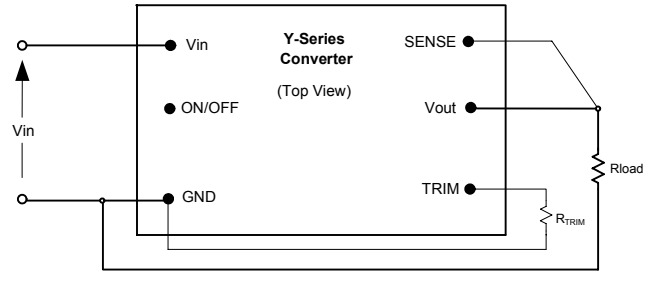 Y-Series
Converter
(Top View)
Vin
SENSE
ON/OFF
Vout
Vin
Rload
GND
TRIM
RTRIM